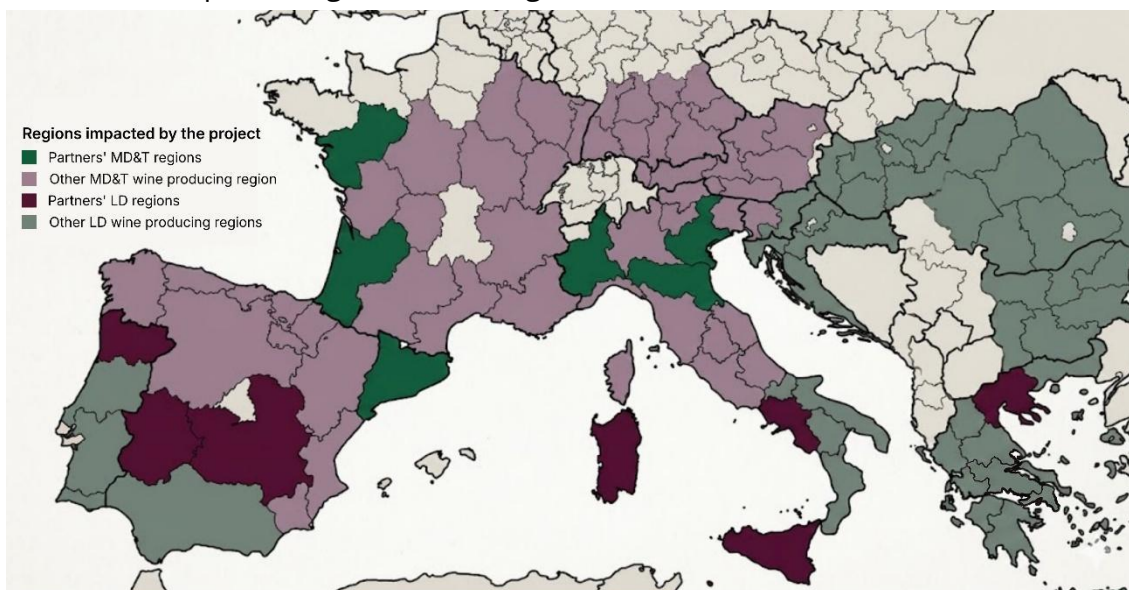 Regions impacted by the project
Partners' MD&T regions
Other MD&T wine producing region
Partners' LD regions
Other LD wine producing regions